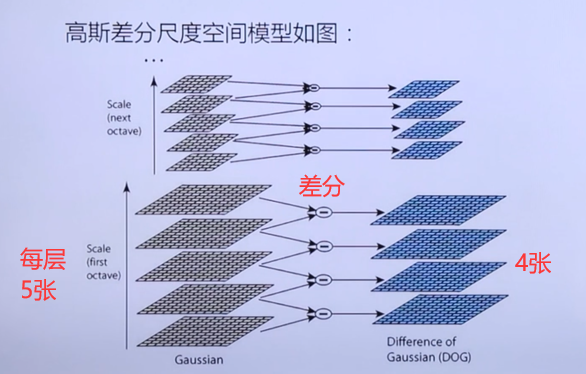 高斯差分尺度空间模型如图：
...
Scale
(next
octave)
差分
每层
5张
Scale
(first
octave)
4张
Gaussian
Difference of
Gaussian (DOG)